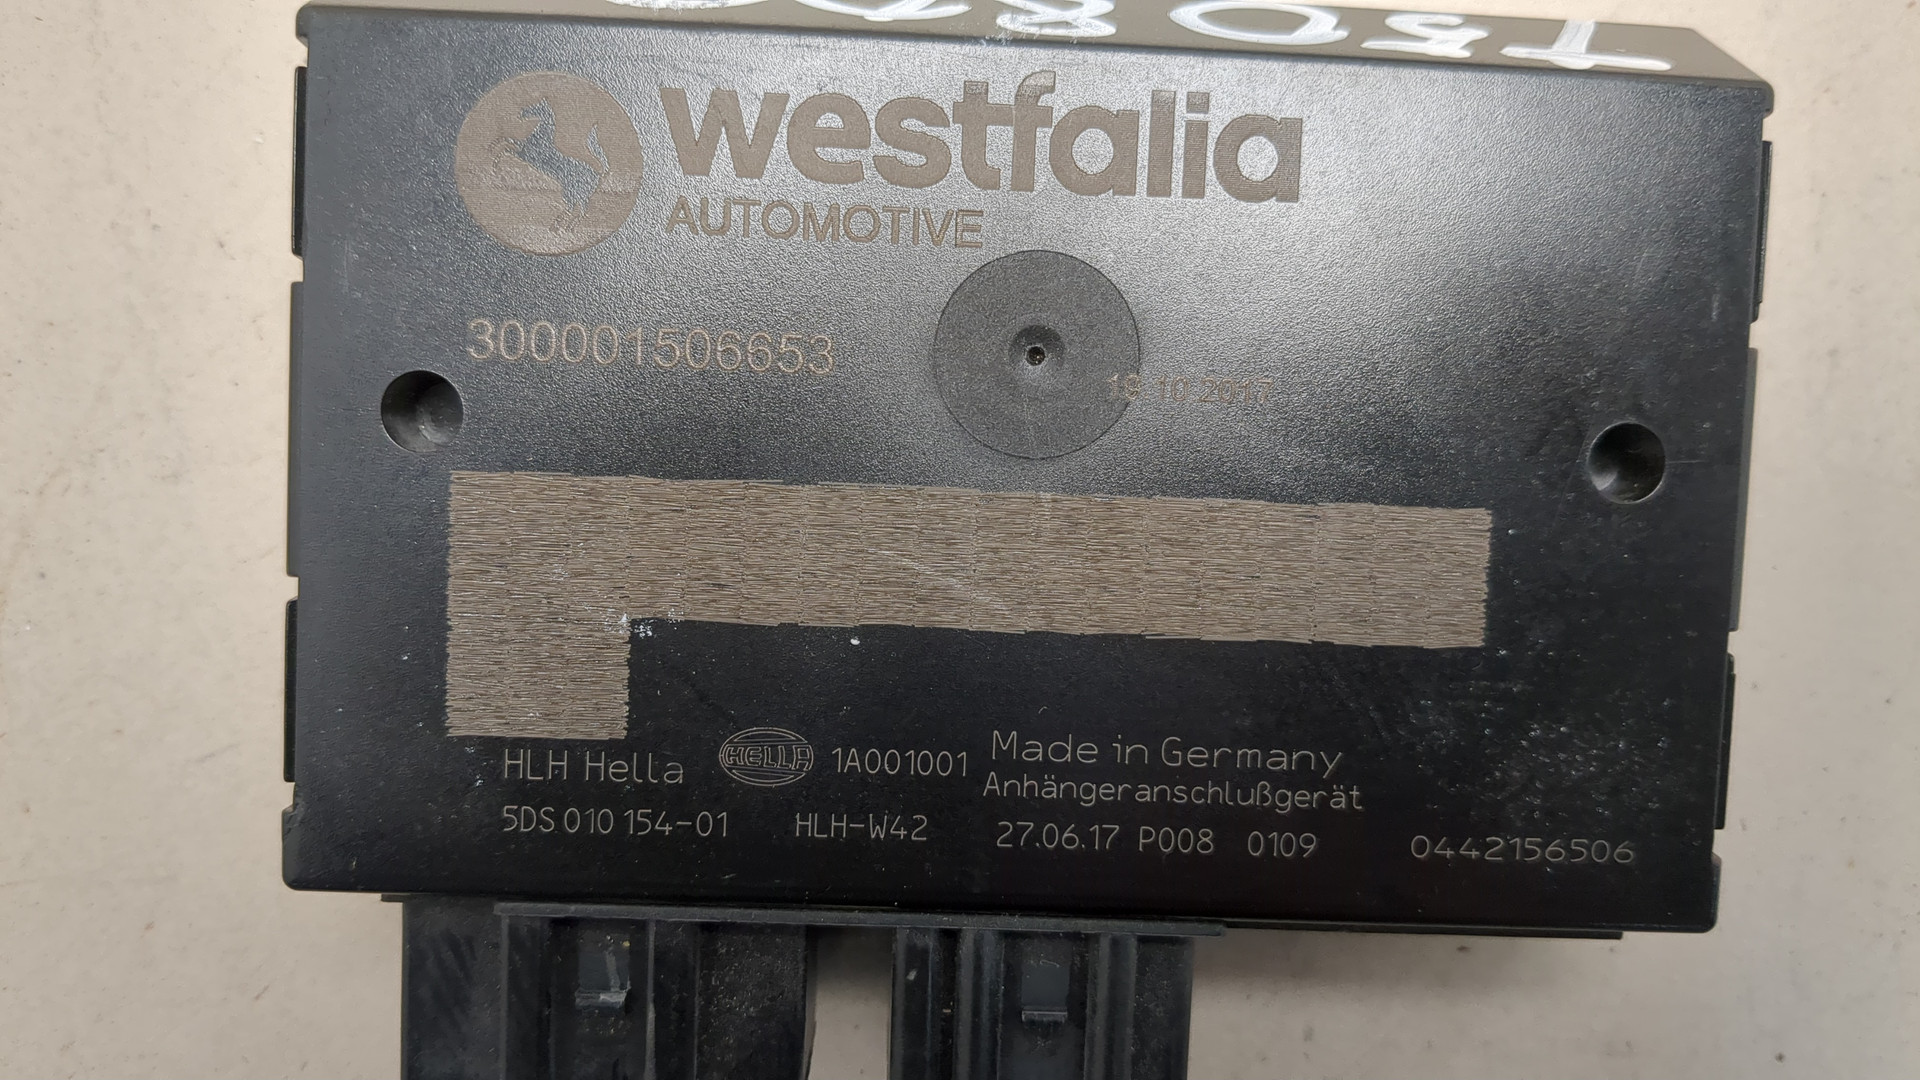 westfalia
AUTOMOTIVE
300001506653
10 2017
HLH Hella HELLA 1A001001 Made in Germany
Anhängeranschlußgerät
5DS 010 154-01 HLH-W42 27.06.17 P008 0109 0442156506